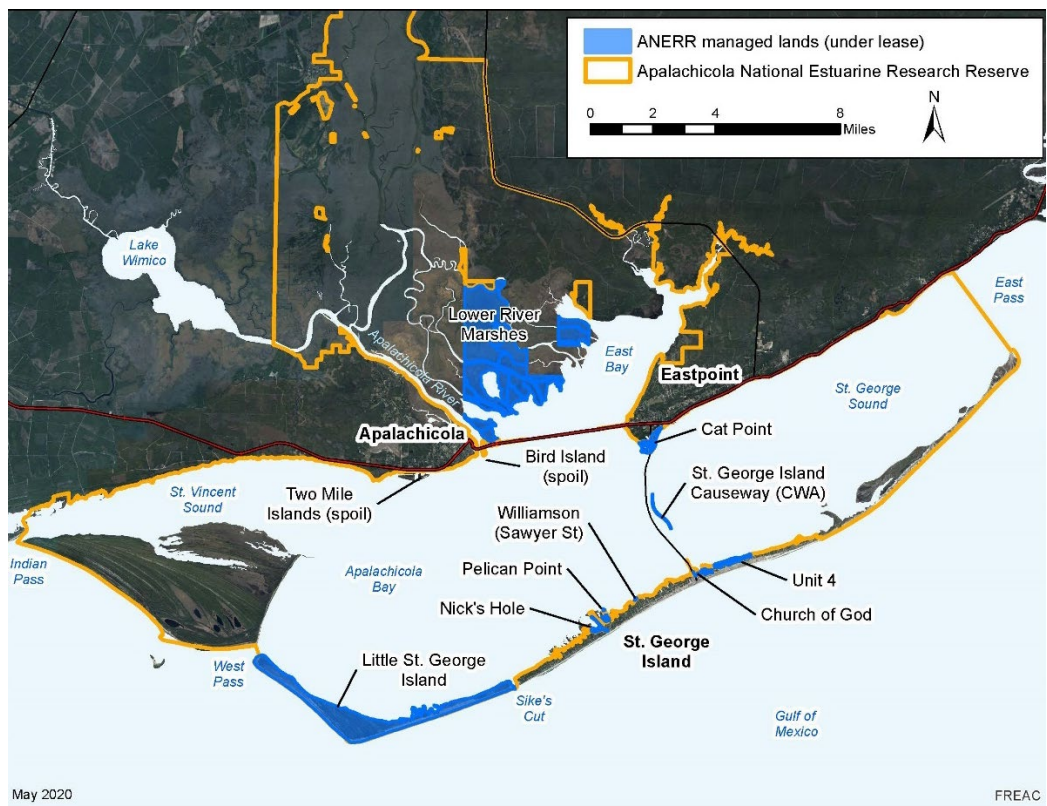 ANERR managed lands (under lease)
Apalachicola National Estuarine Research Reserve
0 2 4 8
Miles
N
Lake
Wimico
Lower River
Marshes
East
Pass
Apalachicola River
East
Bay
Eastpoint
St. George
Sound
Apalachicola
Cat Point
Bird Island
(spoil)
St. George Island
Causeway (CWA)
St. Vincent
Sound
Two Mile
Islands (spoil)
Williamson
(Sawyer St)
Indian
Pass
Apalachicola
Bay
Pelican Point
Unit 4
Nick's Hole
Church of God
St. George
Island
West
Pass
Little St. George
Island
Sike's
Cut
Gulf of
Mexico
May 2020
FREAC